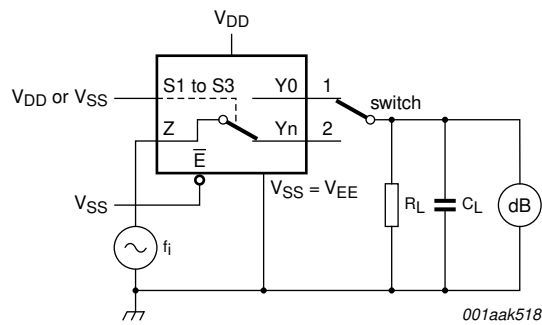 VDD
S1 to S3 Y0 1
VDD or VSS
switch
Z Yn 2
E
VSS = VEE
VSS
RL CL dB
fi
001aak518